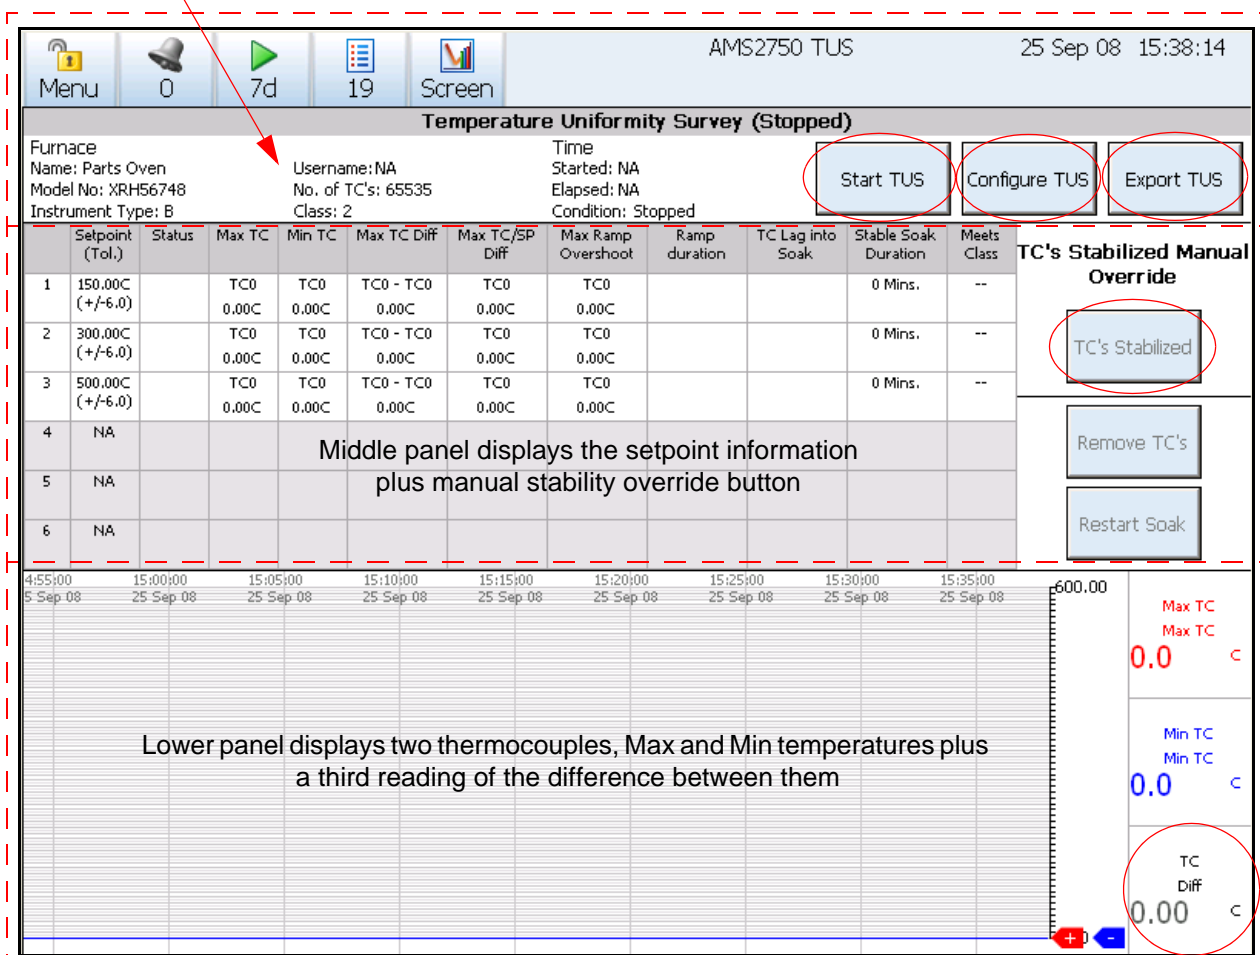 AMS2750 TUS 25 Sep 08 15:38:14
Menu 0 7d 19 Screen
Temperature Uniformity Survey (Stopped)
Furnace Time
Name: Parts Oven Username:NA Started: NA
Model No: XRH56748 No. of TC's: 65535 Elapsed: NA
Instrument Type: B Class: 2 Condition: Stopped
Start TUS Configure TUS Export TUS
Setpoint (Tol.) Status Max TC Min TC Max TC Diff Max TC/SP Diff Max Ramp Overshoot Ramp duration TC Lag into Soak Stable Soak Duration Meets Class
1 150.00C TC0 TC0 TC0 - TC0 TC0 TC0 0 Mins. --
(+/-6.0) 0.00C 0.00C 0.00C 0.00C 0.00C
2 300.00C TC0 TC0 TC0 - TC0 TC0 TC0 0 Mins. --
(+/-6.0) 0.00C 0.00C 0.00C 0.00C 0.00C
3 500.00C TC0 TC0 TC0 - TC0 TC0 TC0 0 Mins. --
(+/-6.0) 0.00C 0.00C 0.00C 0.00C 0.00C
4 NA
5 NA
6 NA
Middle panel displays the setpoint information
plus manual stability override button
TC's Stabilized Manual
Override
TC's Stabilized
Remove TC's
Restart Soak
4:55:00 15:00:00 15:05:00 15:10:00 15:15:00 15:20:00 15:25:00 15:30:00 15:35:00
5 Sep 08 25 Sep 08 25 Sep 08 25 Sep 08 25 Sep 08 25 Sep 08 25 Sep 08 25 Sep 08 25 Sep 08
600.00
Lower panel displays two thermocouples, Max and Min temperatures plus
a third reading of the difference between them
Max TC
Max TC
0.0 C
Min TC
Min TC
0.0 C
TC
Diff
0.00 C
+ -